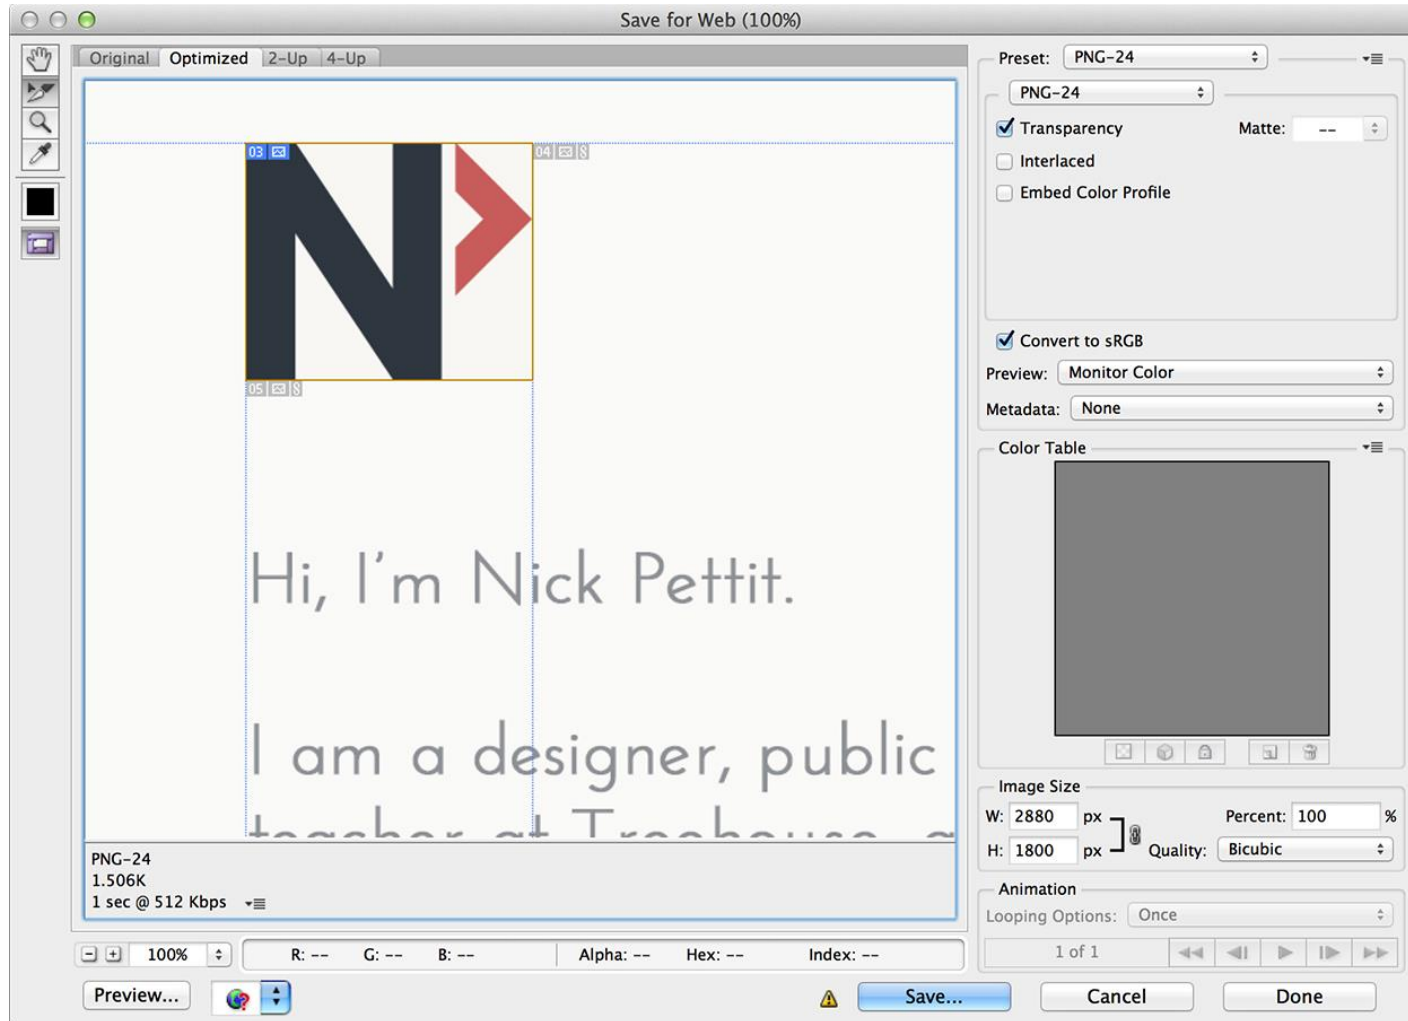 Save for Web (100%)
Original Optimized 2-Up 4-Up
03
04
N
05
Hi, I'm Nick Pettit.
I am a designer, public
teacher at Treehouse, a
PNG-24
1.506K
1 sec @ 512 Kbps
100%
R: -- G: -- B: -- Alpha: -- Hex: -- Index: --
Preview...
Preset: PNG-24
PNG-24
Transparency Matte: --
Interlaced
Embed Color Profile
Convert to sRGB
Preview: Monitor Color
Metadata: None
Color Table
Image Size
W: 2880 px Percent: 100 %
H: 1800 px Quality: Bicubic
Animation
Looping Options: Once
1 of 1
Save... Cancel Done